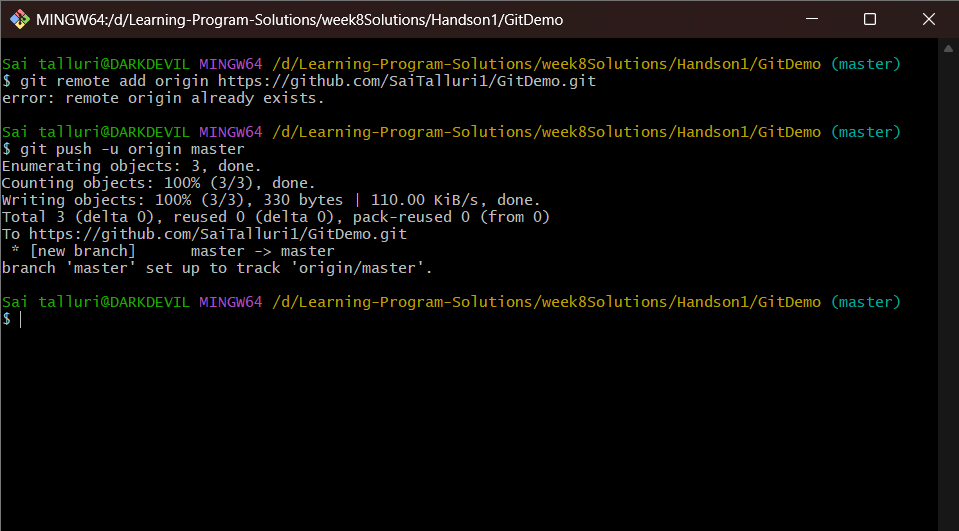 MINGW64:/d/Learning-Program-Solutions/week8Solutions/Handson1/GitDemo
Sai talluri@DARKDEVIL MINGW64 /d/Learning-Program-Solutions/week8Solutions/Handson1/GitDemo (master)
$ git remote add origin https://github.com/SaiTalluri1/GitDemo.git
error: remote origin already exists.
Sai talluri@DARKDEVIL MINGW64 /d/Learning-Program-Solutions/week8Solutions/Handson1/GitDemo (master)
$ git push -u origin master
Enumerating objects: 3, done.
Counting objects: 100% (3/3), done.
Writing objects: 100% (3/3), 330 bytes | 110.00 KiB/s, done.
Total 3 (delta 0), reused 0 (delta 0), pack-reused 0 (from 0)
To https://github.com/SaiTalluri1/GitDemo.git
 * [new branch]      master -> master
branch 'master' set up to track 'origin/master'.
Sai talluri@DARKDEVIL MINGW64 /d/Learning-Program-Solutions/week8Solutions/Handson1/GitDemo (master)
$